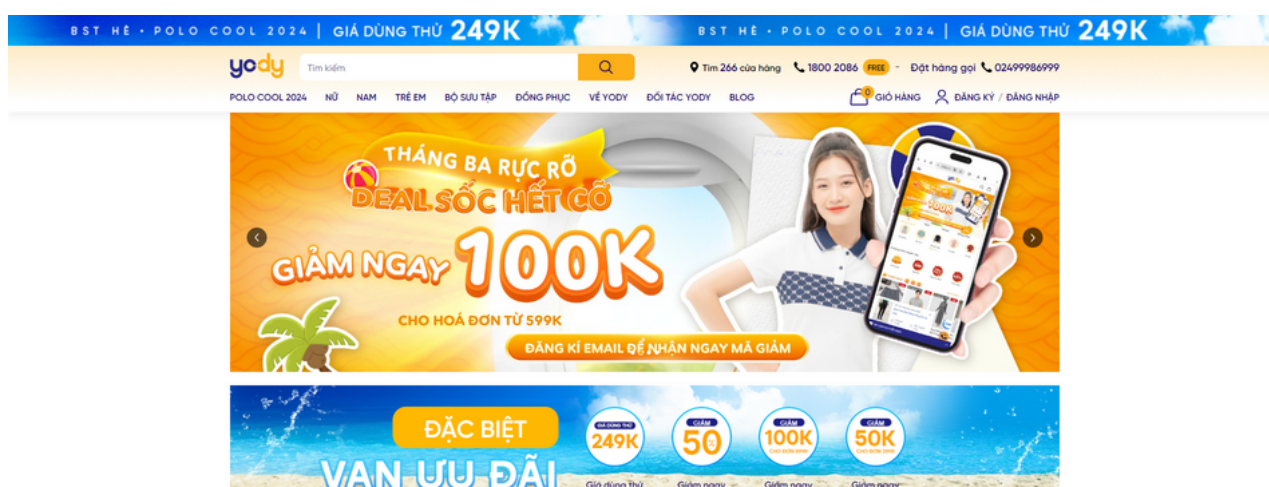 BST HÈ • POLO COOL 2024 | GIÁ DÙNG THỬ 249K
BST HÈ • POLO COOL 2024 | GIÁ DÙNG THỬ 249K
yody
Tìm kiếm
Tìm 266 cửa hàng
1800 2086 FREE - Đặt hàng gọi 02499986999
POLO COOL 2024 NỮ NAM TRẺ EM BỘ SƯU TẬP ĐỒNG PHỤC VỀ YODY ĐỐI TÁC YODY BLOG
0 GIỎ HÀNG ĐĂNG KÝ / ĐĂNG NHẬP
THÁNG BA RỰC RỠ
DEAL SỐC HẾT CỠ
GIẢM NGAY 100K
CHO HOÁ ĐƠN TỪ 599K
ĐĂNG KÍ EMAIL ĐỂ NHẬN NGAY MÃ GIẢM
ĐẶC BIỆT
VẠN ƯU ĐÃI
GIÁ DÙNG THỬ
249K
Giá dùng thử
GIẢM
50
Giảm ngay
GIẢM
100K
Giảm ngay
GIẢM
50K
Giảm ngay